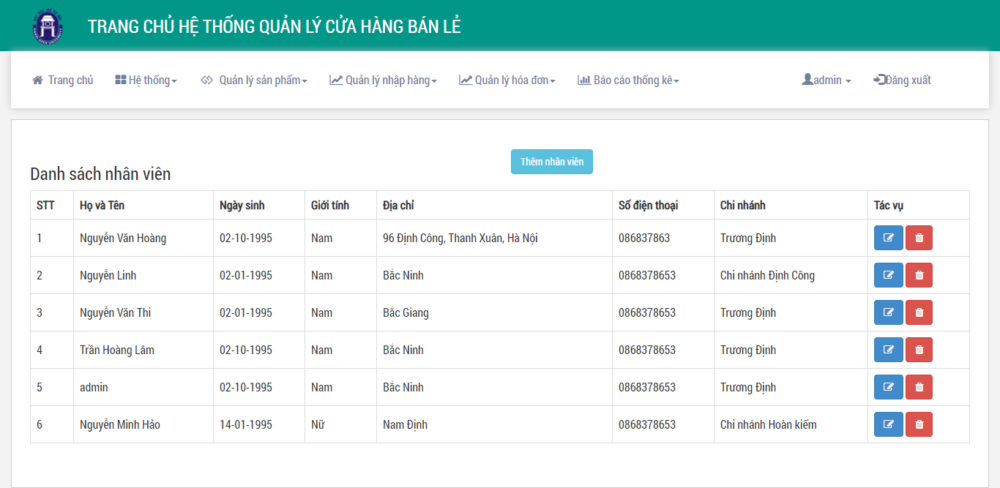 TRANG CHỦ HỆ THỐNG QUẢN LÝ CỬA HÀNG BÁN LẺ
Trang chủ Hệ thống Quản lý sản phẩm Quản lý nhập hàng Quản lý hóa đơn Báo cáo thống kê admin Đăng xuất
Thêm nhân viên
Danh sách nhân viên
STT Họ và Tên Ngày sinh Giới tính Địa chỉ Số điện thoại Chi nhánh Tác vụ
1 Nguyễn Văn Hoàng 02-10-1995 Nam 96 Định Công, Thanh Xuân, Hà Nội 086837863 Trương Định
2 Nguyễn Linh 02-01-1995 Nam Bắc Ninh 0868378653 Chi nhánh Định Công
3 Nguyễn Văn Thi 02-01-1995 Nam Bắc Giang 0868378653 Trương Định
4 Trần Hoàng Lâm 02-10-1995 Nam Bắc Ninh 0868378653 Trương Định
5 admin 02-10-1995 Nam Bắc Ninh 0868378653 Trương Định
6 Nguyễn Minh Hảo 14-01-1995 Nữ Nam Định 0868378653 Chi nhánh Hoàn kiếm